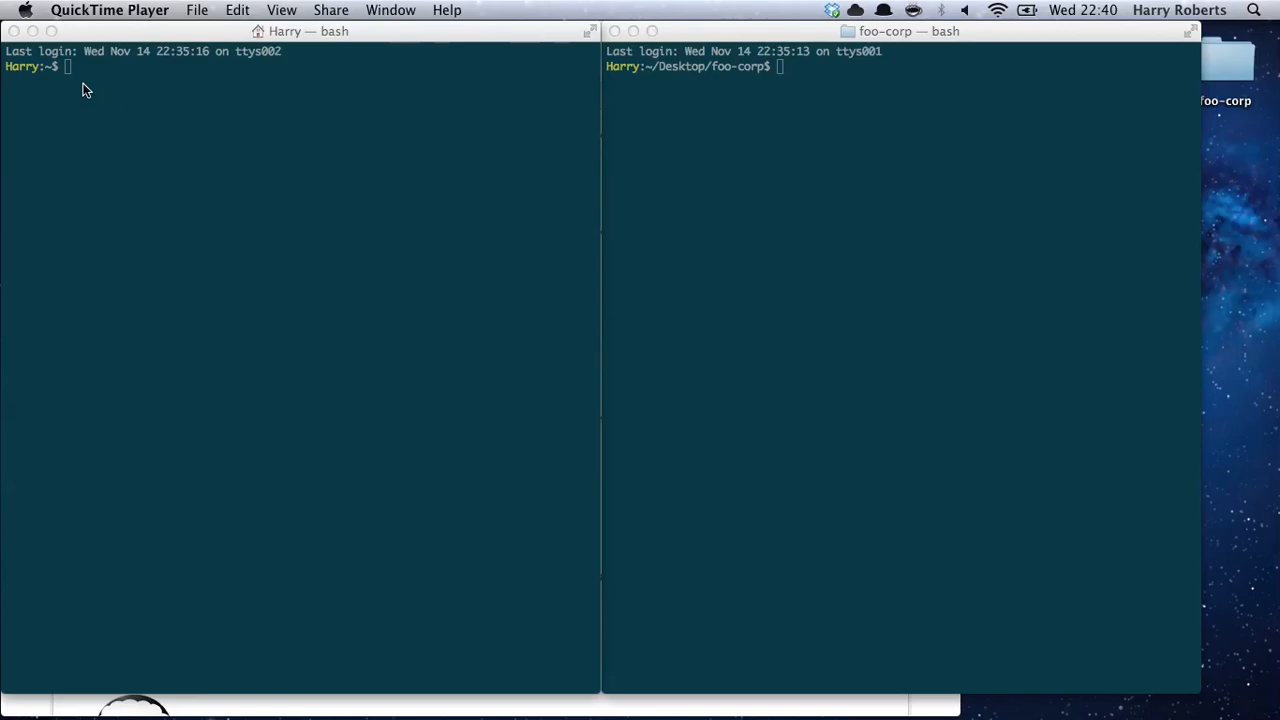 QuickTime Player File Edit View Share Window Help Wed 22:40 Harry Roberts
Harry — bash
Last login: Wed Nov 14 22:35:16 on ttys002
Harry:~$
foo-corp — bash
Last login: Wed Nov 14 22:35:13 on ttys001
Harry:~/Desktop/foo-corp$
foo-corp